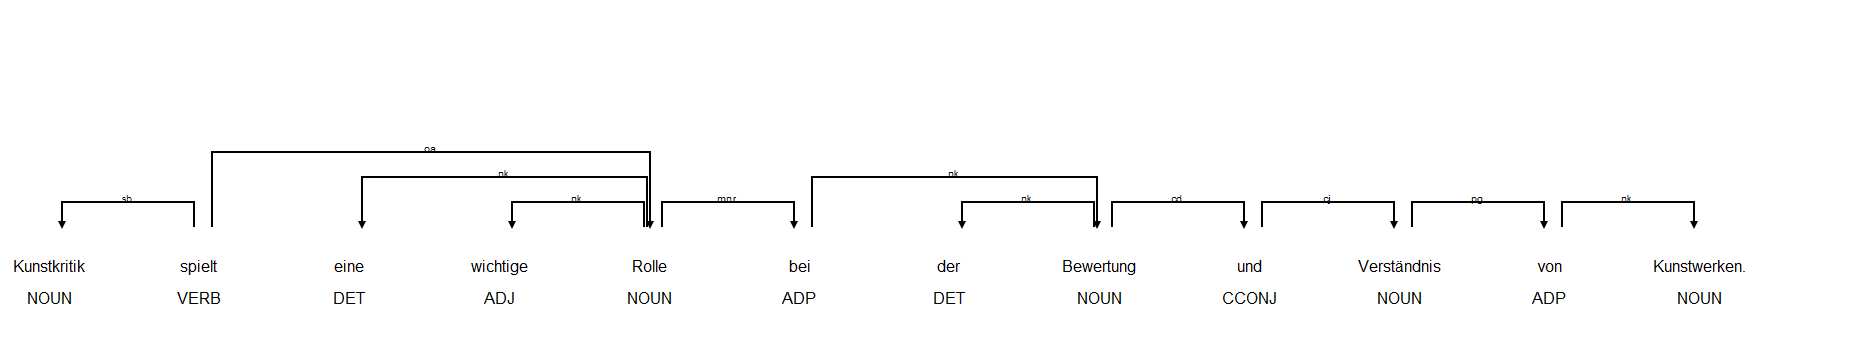 oa
nk nk
sb nk mnr nk cd cj pg nk
Kunstkritik spielt eine wichtige Rolle bei der Bewertung und Verständnis von Kunstwerken.
NOUN VERB DET ADJ NOUN ADP DET NOUN CCONJ NOUN ADP NOUN